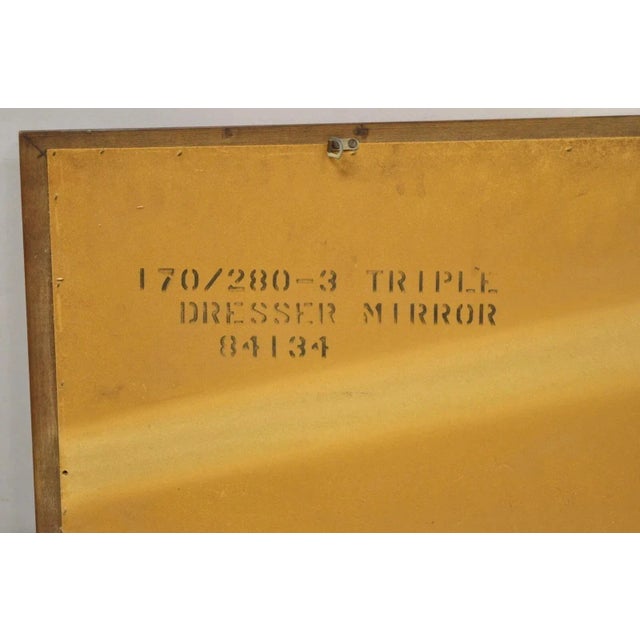 170/280-3 TRIPLE
DRESSER MIRROR
84134